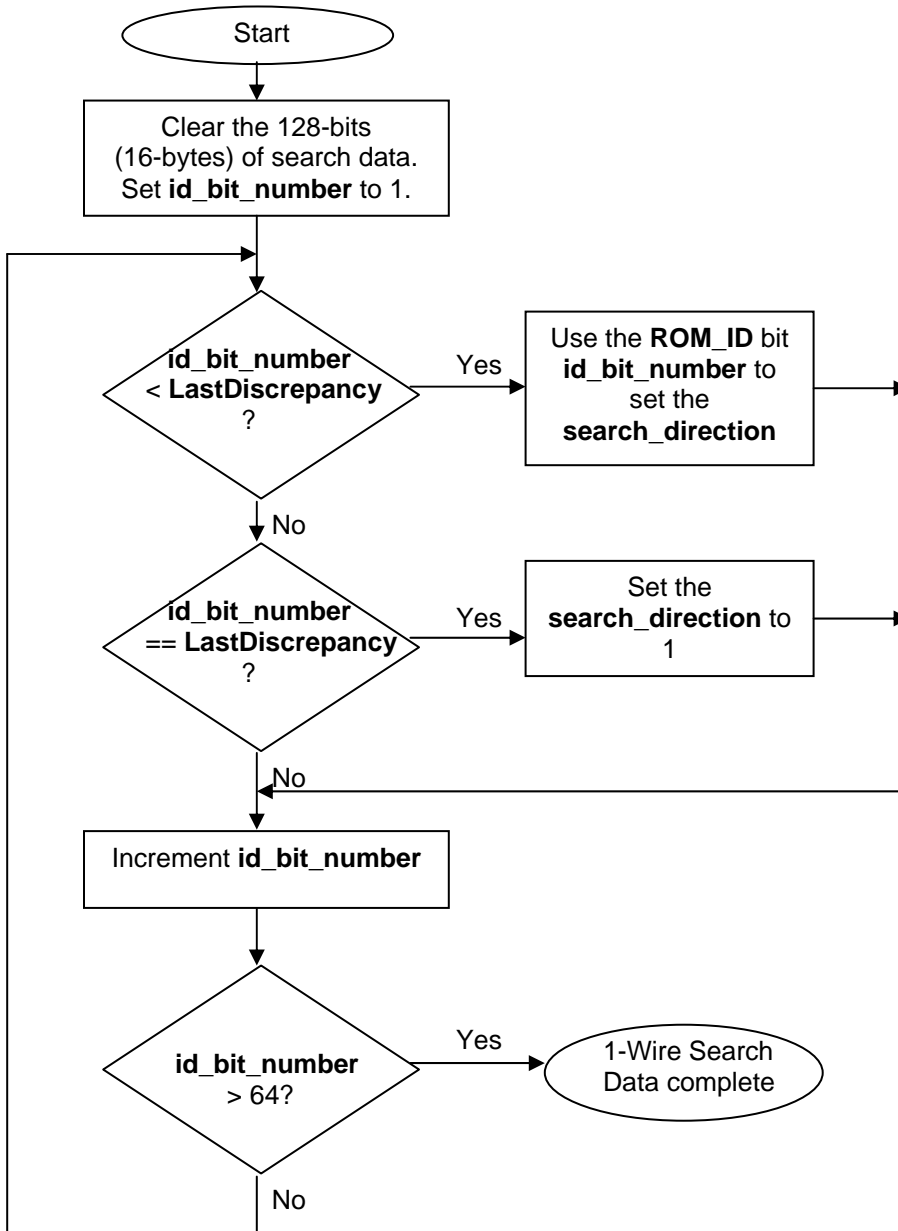 Start
Clear the 128-bits
(16-bytes) of search data.
Set id_bit_number to 1.
id_bit_number
< LastDiscrepancy
?
Yes
Use the ROM_ID bit
id_bit_number to
set the
search_direction
No
id_bit_number
== LastDiscrepancy
?
Yes
Set the
search_direction to
1
No
Increment id_bit_number
id_bit_number
> 64?
Yes
1-Wire Search
Data complete
No